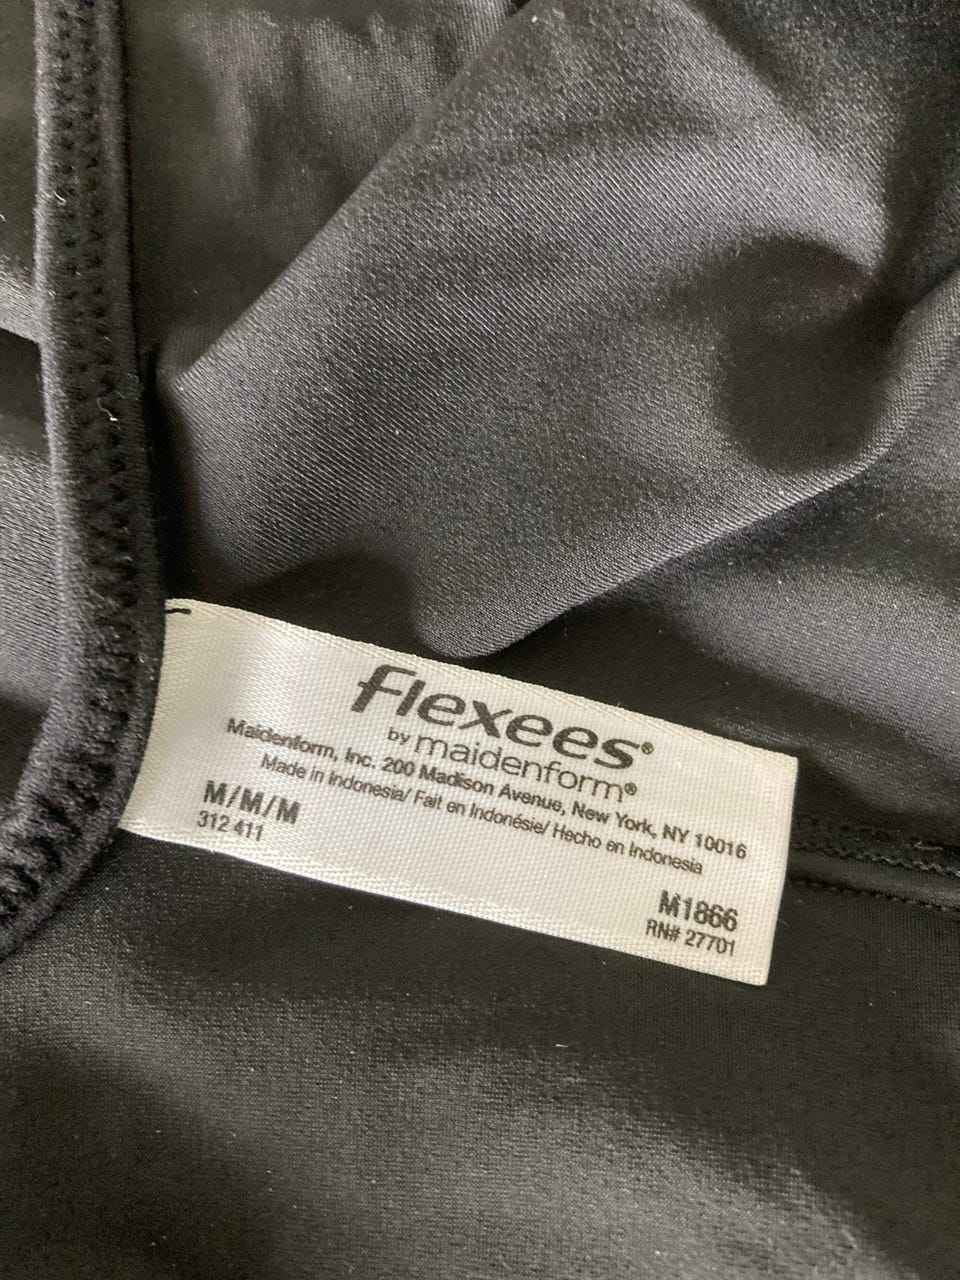 flexees®
by maidenform®
Maidenform, Inc. 200 Madison Avenue, New York, NY 10016
Made in Indonesia/ Fait en Indonésie/ Hecho en Indonesia
M/M/M
312 411
M1866
RN# 27701